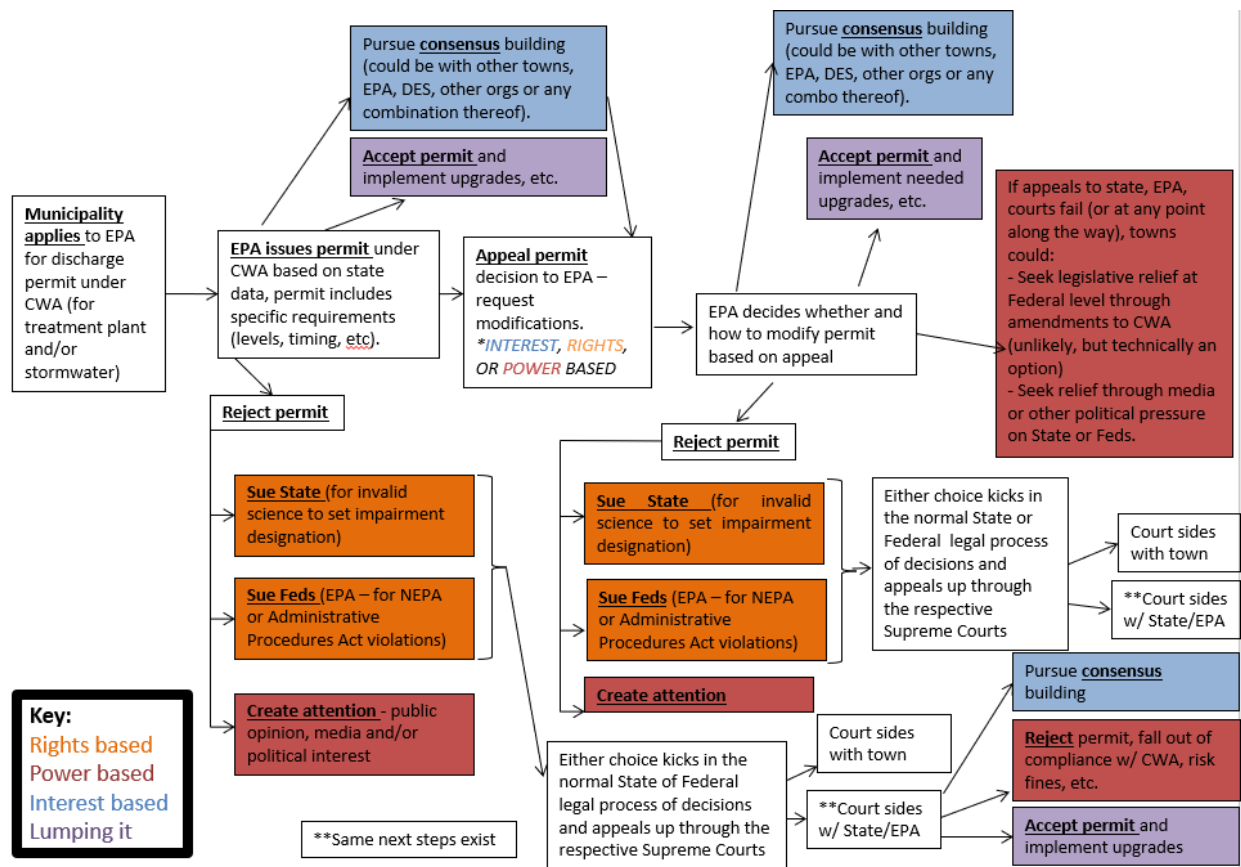 Pursue consensus building
(could be with other towns,
EPA, DES, other orgs or any
combination thereof).
Accept permit and
implement upgrades, etc.
Pursue consensus building
(could be with other towns,
EPA, DES, other orgs or any
combo thereof).
Accept permit and
implement needed
upgrades, etc.
Municipality
applies to EPA
for discharge
permit under
CWA (for
treatment plant
and/or
stormwater)
EPA issues permit under
CWA based on state
data, permit includes
specific requirements
(levels, timing, etc).
Appeal permit
decision to EPA –
request
modifications.
*INTEREST, RIGHTS,
OR POWER BASED
EPA decides whether and
how to modify permit
based on appeal
If appeals to state, EPA,
courts fail (or at any point
along the way), towns
could:
- Seek legislative relief at
Federal level through
amendments to CWA
(unlikely, but technically an
option)
- Seek relief through media
or other political pressure
on State or Feds.
Reject permit
Sue State (for invalid
science to set impairment
designation)
Sue Feds (EPA – for NEPA
or Administrative
Procedures Act violations)
Create attention - public
opinion, media and/or
political interest
Reject permit
Sue State (for invalid
science to set impairment
designation)
Sue Feds (EPA – for NEPA
or Administrative
Procedures Act violations)
Create attention
Either choice kicks in
the normal State or
Federal legal process
of decisions and
appeals up through
the respective
Supreme Courts
Court sides
with town
**Court sides
w/ State/EPA
Either choice kicks in the
normal State of Federal
legal process of decisions
and appeals up through the
respective Supreme Courts
Court sides
with town
**Court sides
w/ State/EPA
Pursue consensus
building
Reject permit, fall out of
compliance w/ CWA, risk
fines, etc.
Accept permit and
implement upgrades
Key:
Rights based
Power based
Interest based
Lumping it
**Same next steps exist